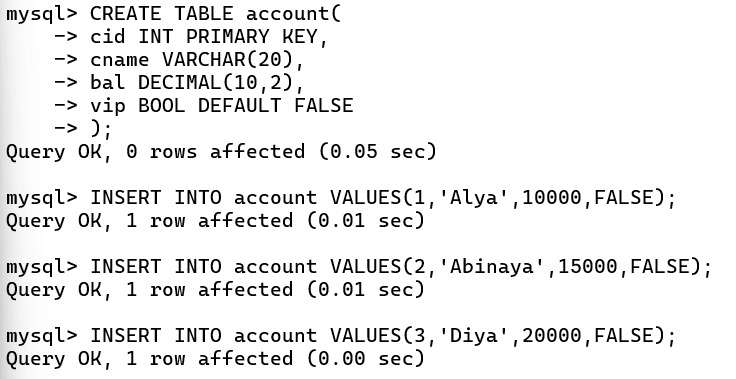 mysql> CREATE TABLE account(
    -> cid INT PRIMARY KEY,
    -> cname VARCHAR(20),
    -> bal DECIMAL(10,2),
    -> vip BOOL DEFAULT FALSE
    -> );
Query OK, 0 rows affected (0.05 sec)

mysql> INSERT INTO account VALUES(1,'Alya',10000,FALSE);
Query OK, 1 row affected (0.01 sec)

mysql> INSERT INTO account VALUES(2,'Abinaya',15000,FALSE);
Query OK, 1 row affected (0.01 sec)

mysql> INSERT INTO account VALUES(3,'Diya',20000,FALSE);
Query OK, 1 row affected (0.00 sec)